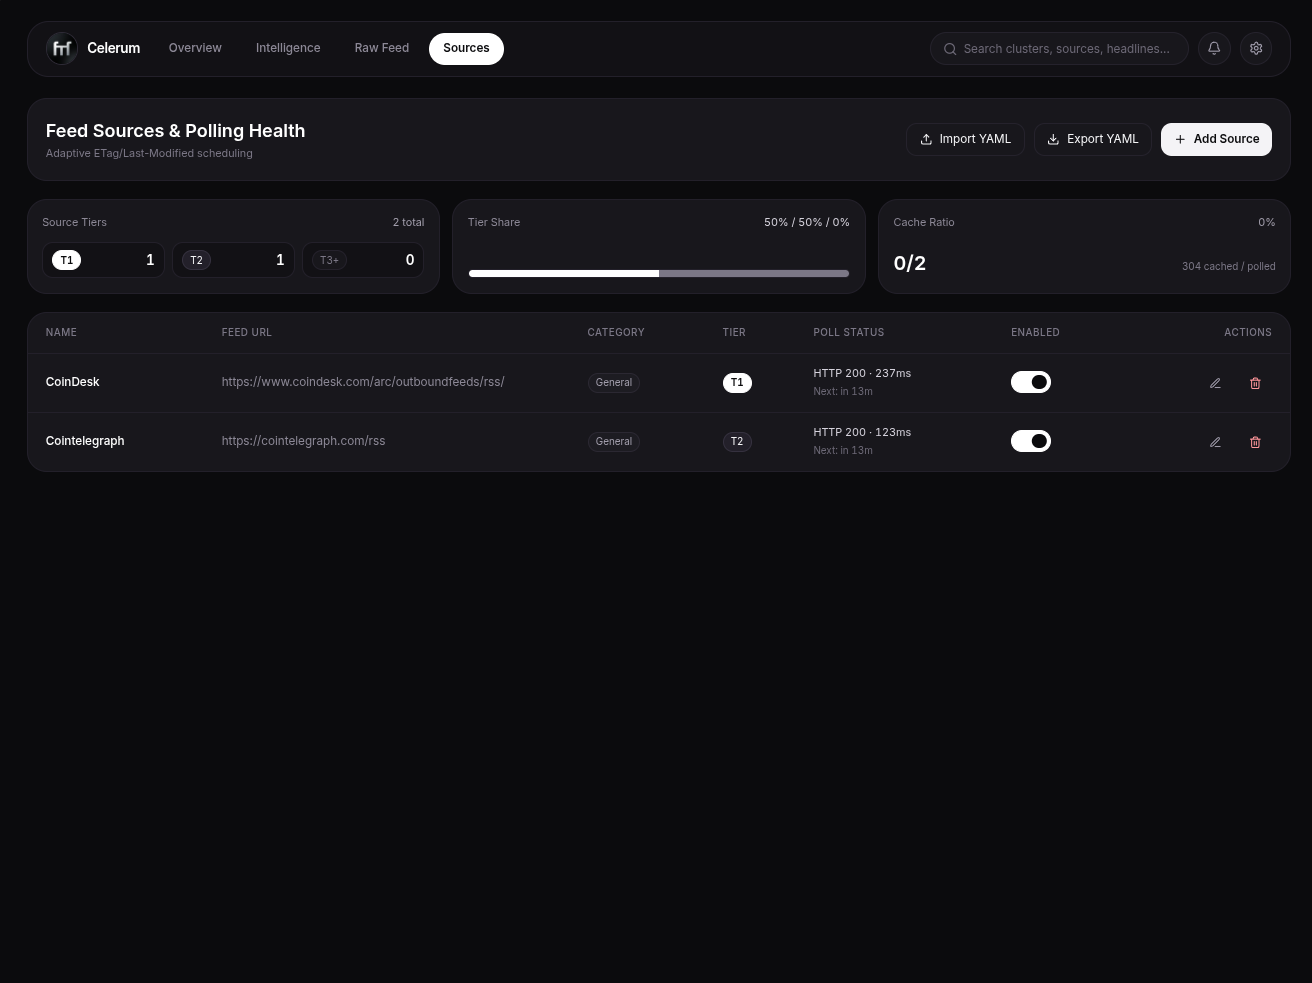 Celerum
Overview
Intelligence
Raw Feed
Sources
Search clusters, sources, headlines...
Feed Sources & Polling Health
Adaptive ETag/Last-Modified scheduling
Import YAML
Export YAML
Add Source
Source Tiers
2 total
T1
1
T2
1
T3+
0
Tier Share
50% / 50% / 0%
Cache Ratio
0%
0/2
304 cached / polled
NAME FEED URL CATEGORY TIER POLL STATUS ENABLED ACTIONS
CoinDesk https://www.coindesk.com/arc/outboundfeeds/rss/ General T1 HTTP 200 · 237ms
Next: in 13m
Cointelegraph https://cointelegraph.com/rss General T2 HTTP 200 · 123ms
Next: in 13m